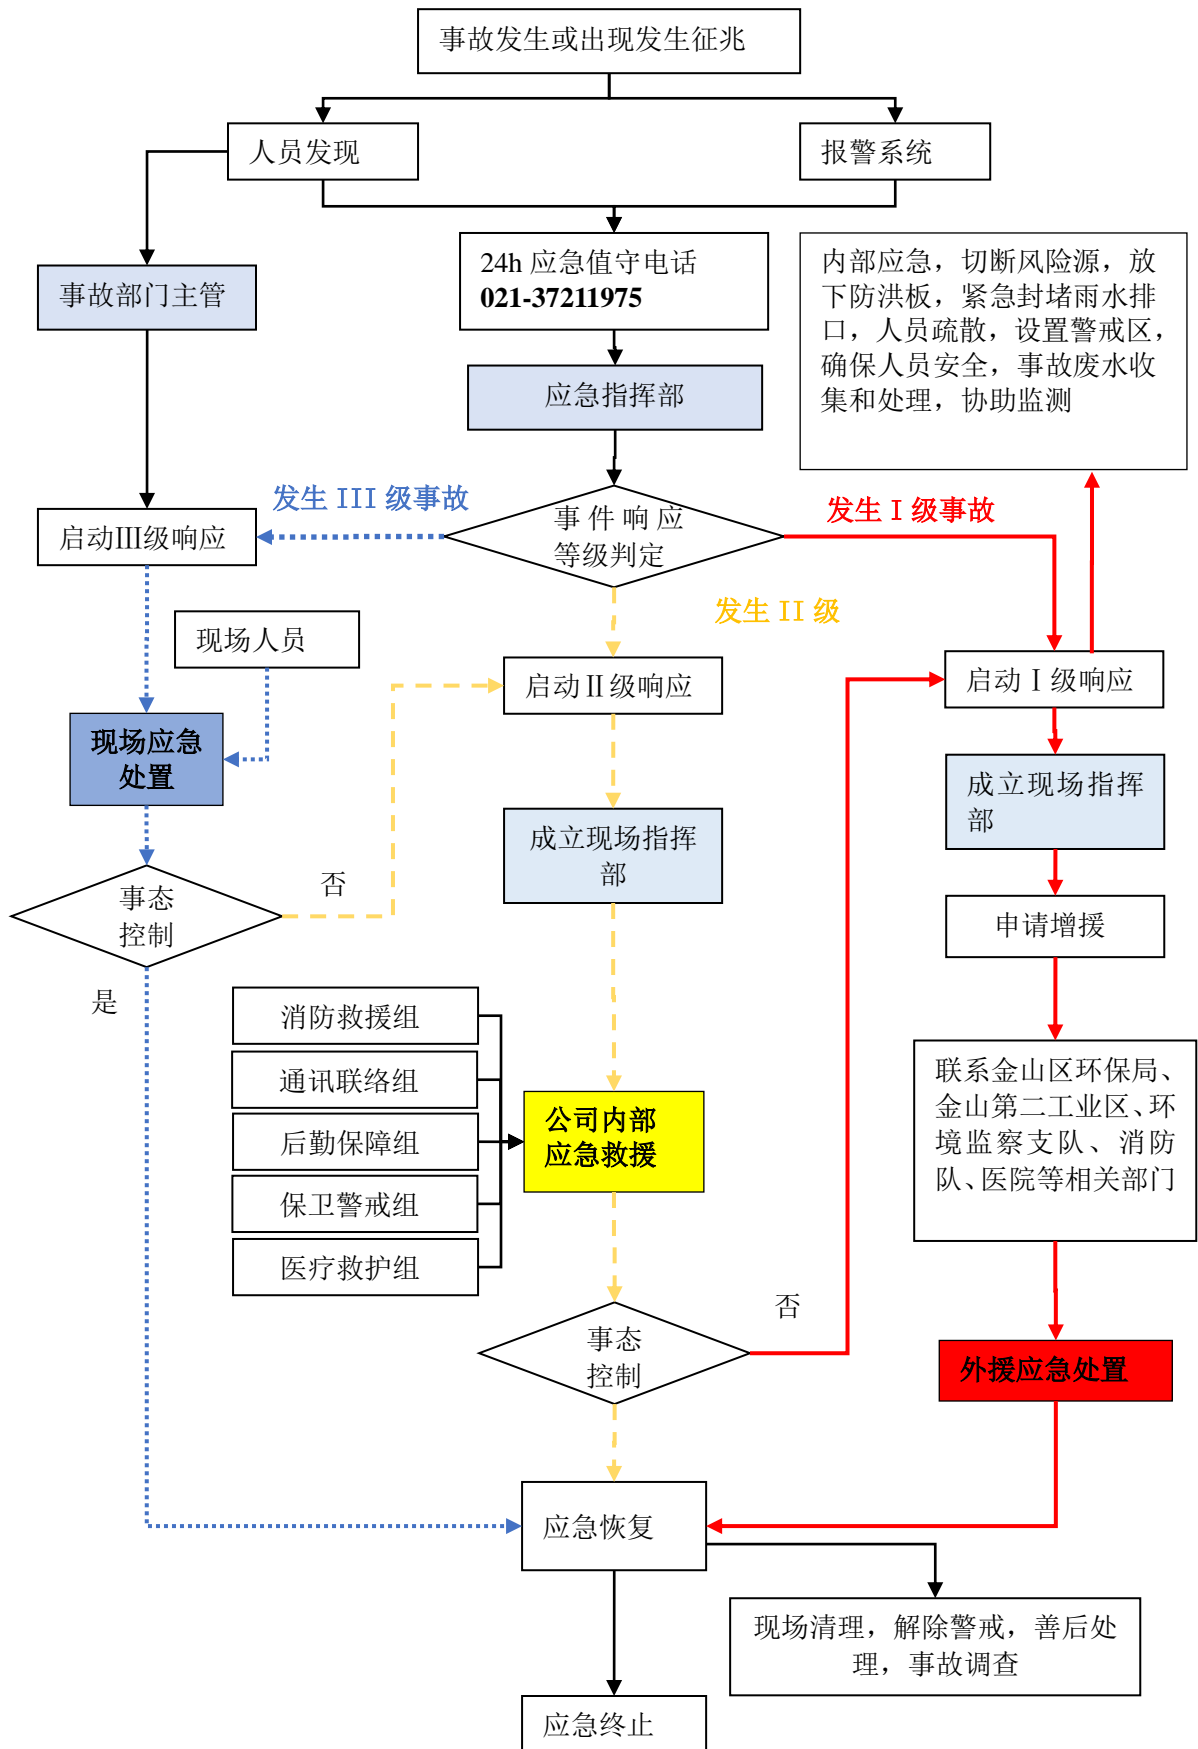 事故发生或出现发生征兆
人员发现
报警系统
24h 应急值守电话
021-37211975
内部应急，切断风险源，放
下防洪板，紧急封堵雨水排
口，人员疏散，设置警戒区，
确保人员安全，事故废水收
集和处理，协助监测
事故部门主管
应急指挥部
发生 III 级事故
事件响应
等级判定
发生 I 级事故
启动Ⅲ级响应
发生 II 级
现场人员
启动Ⅱ级响应
启动Ⅰ级响应
现场应急
处置
成立现场指挥
部
成立现场指挥
部
事态
控制
否
是
申请增援
消防救援组
通讯联络组
后勤保障组
保卫警戒组
医疗救护组
公司内部
应急救援
联系金山区环保局、
金山第二工业区、环
境监察支队、消防
队、医院等相关部门
事态
控制
否
外援应急处置
应急恢复
现场清理，解除警戒，善后处
理，事故调查
应急终止